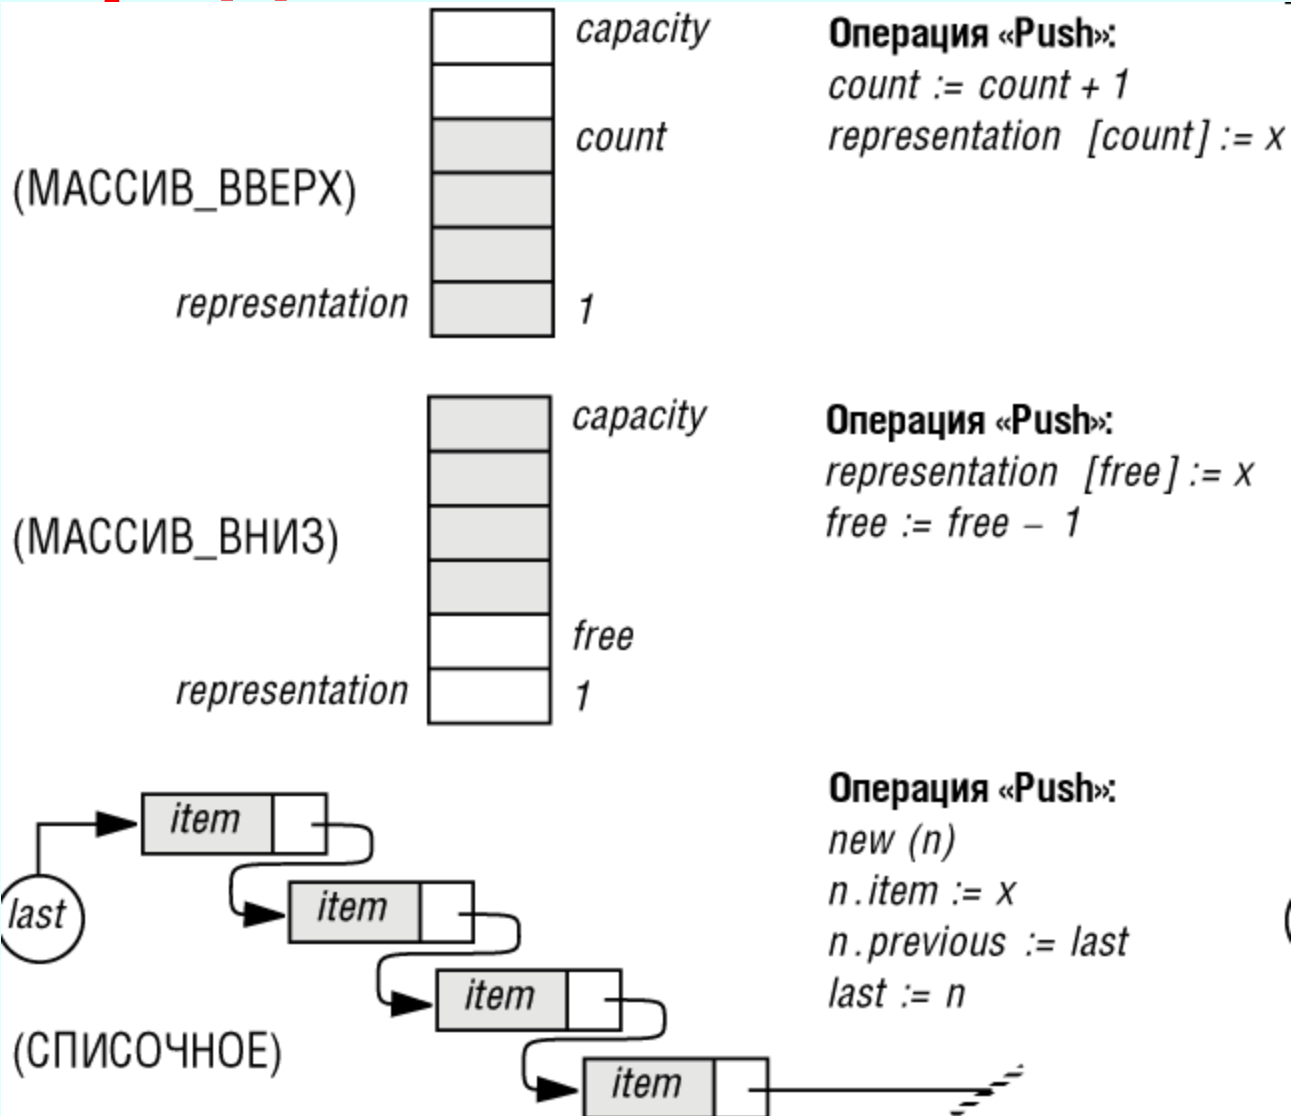 capacity
count
(МАССИВ_ВВЕРХ)
representation 1
Операция «Push»:
count := count + 1
representation [count] := x
capacity
(МАССИВ_ВНИЗ)
free
representation 1
Операция «Push»:
representation [free] := x
free := free – 1
item
last
item
item
item
(СПИСОЧНОЕ)
Операция «Push»:
new (n)
n.item := x
n.previous := last
last := n